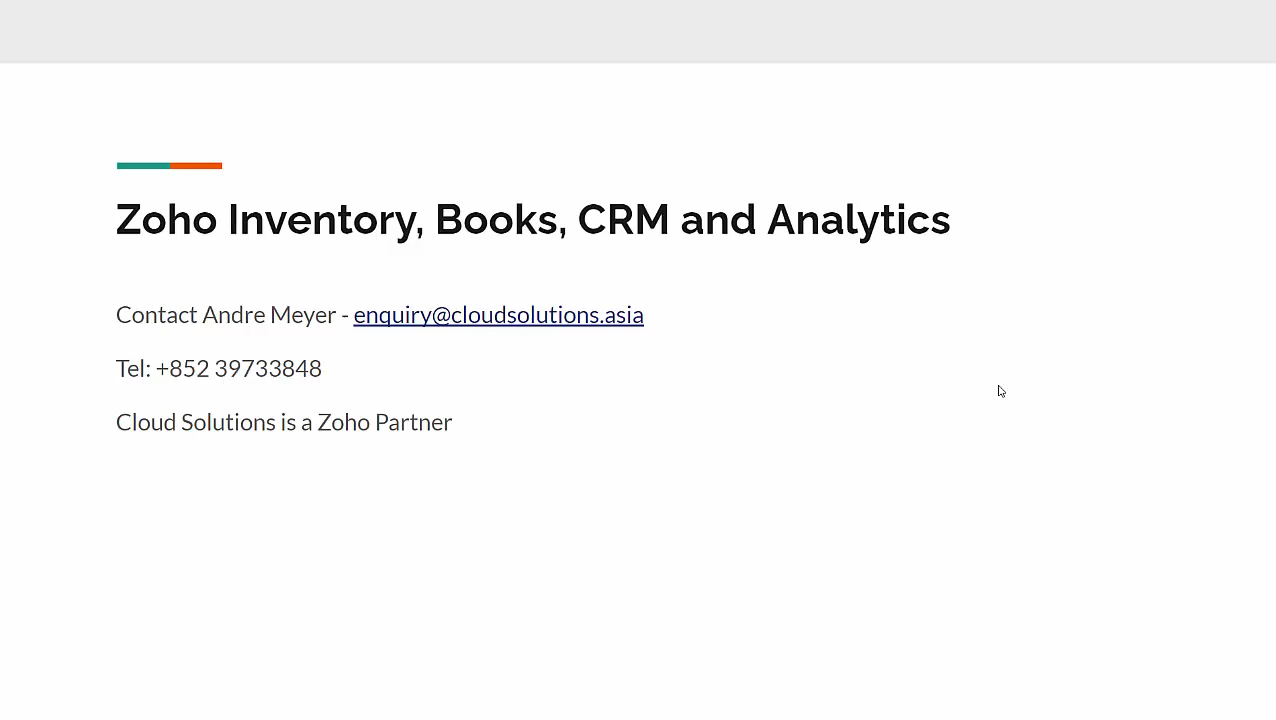 Zoho Inventory, Books, CRM and Analytics
Contact Andre Meyer - enquiry@cloudsolutions.asia
Tel: +852 39733848
Cloud Solutions is a Zoho Partner